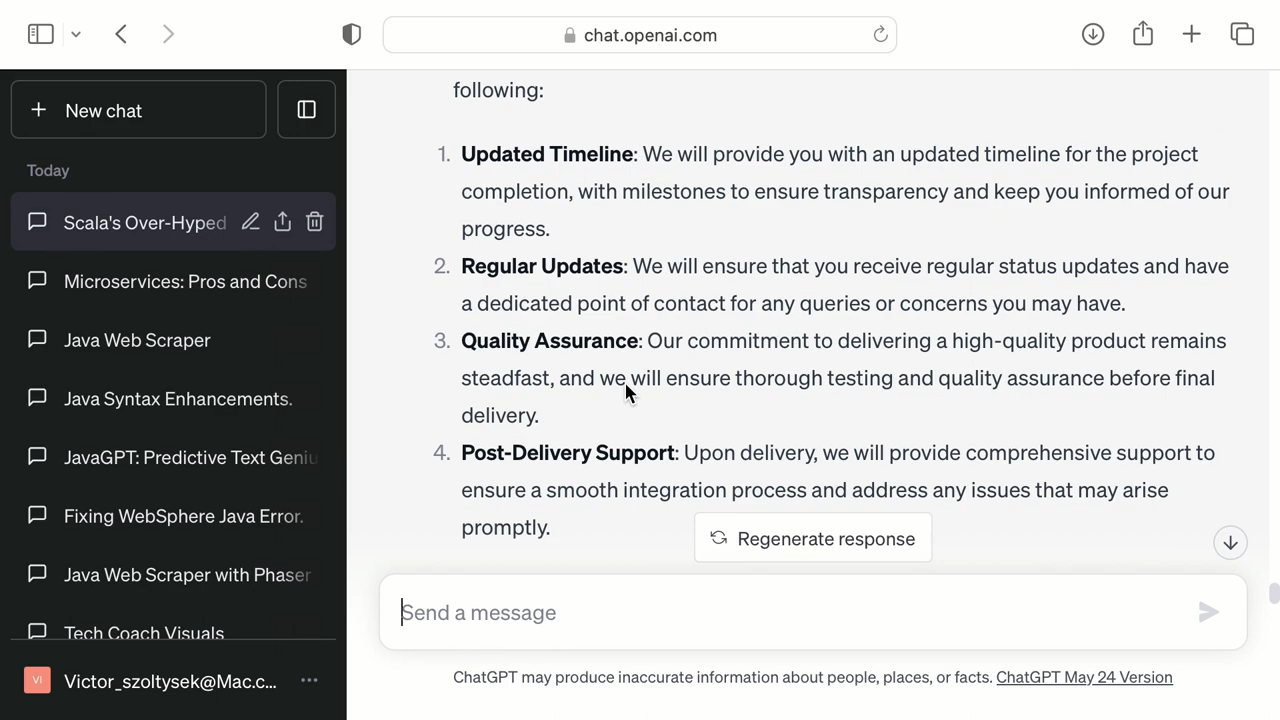 chat.openai.com
New chat
Today
Scala's Over-Hyped
Microservices: Pros and Cons
Java Web Scraper
Java Syntax Enhancements.
JavaGPT: Predictive Text Geniu
Fixing WebSphere Java Error.
Java Web Scraper with Phaser
Tech Coach Visuals
VI
Victor_szoltysek@Mac.c...
following:
1. Updated Timeline: We will provide you with an updated timeline for the project
completion, with milestones to ensure transparency and keep you informed of our
progress.
2. Regular Updates: We will ensure that you receive regular status updates and have
a dedicated point of contact for any queries or concerns you may have.
3. Quality Assurance: Our commitment to delivering a high-quality product remains
steadfast, and we will ensure thorough testing and quality assurance before final
delivery.
4. Post-Delivery Support: Upon delivery, we will provide comprehensive support to
ensure a smooth integration process and address any issues that may arise
promptly.
Regenerate response
Send a message
ChatGPT may produce inaccurate information about people, places, or facts. ChatGPT May 24 Version